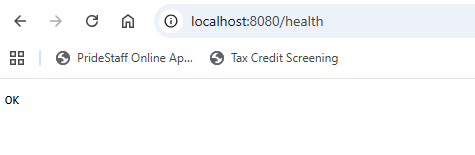 localhost:8080/health
PrideStaff Online Ap...
Tax Credit Screening
OK